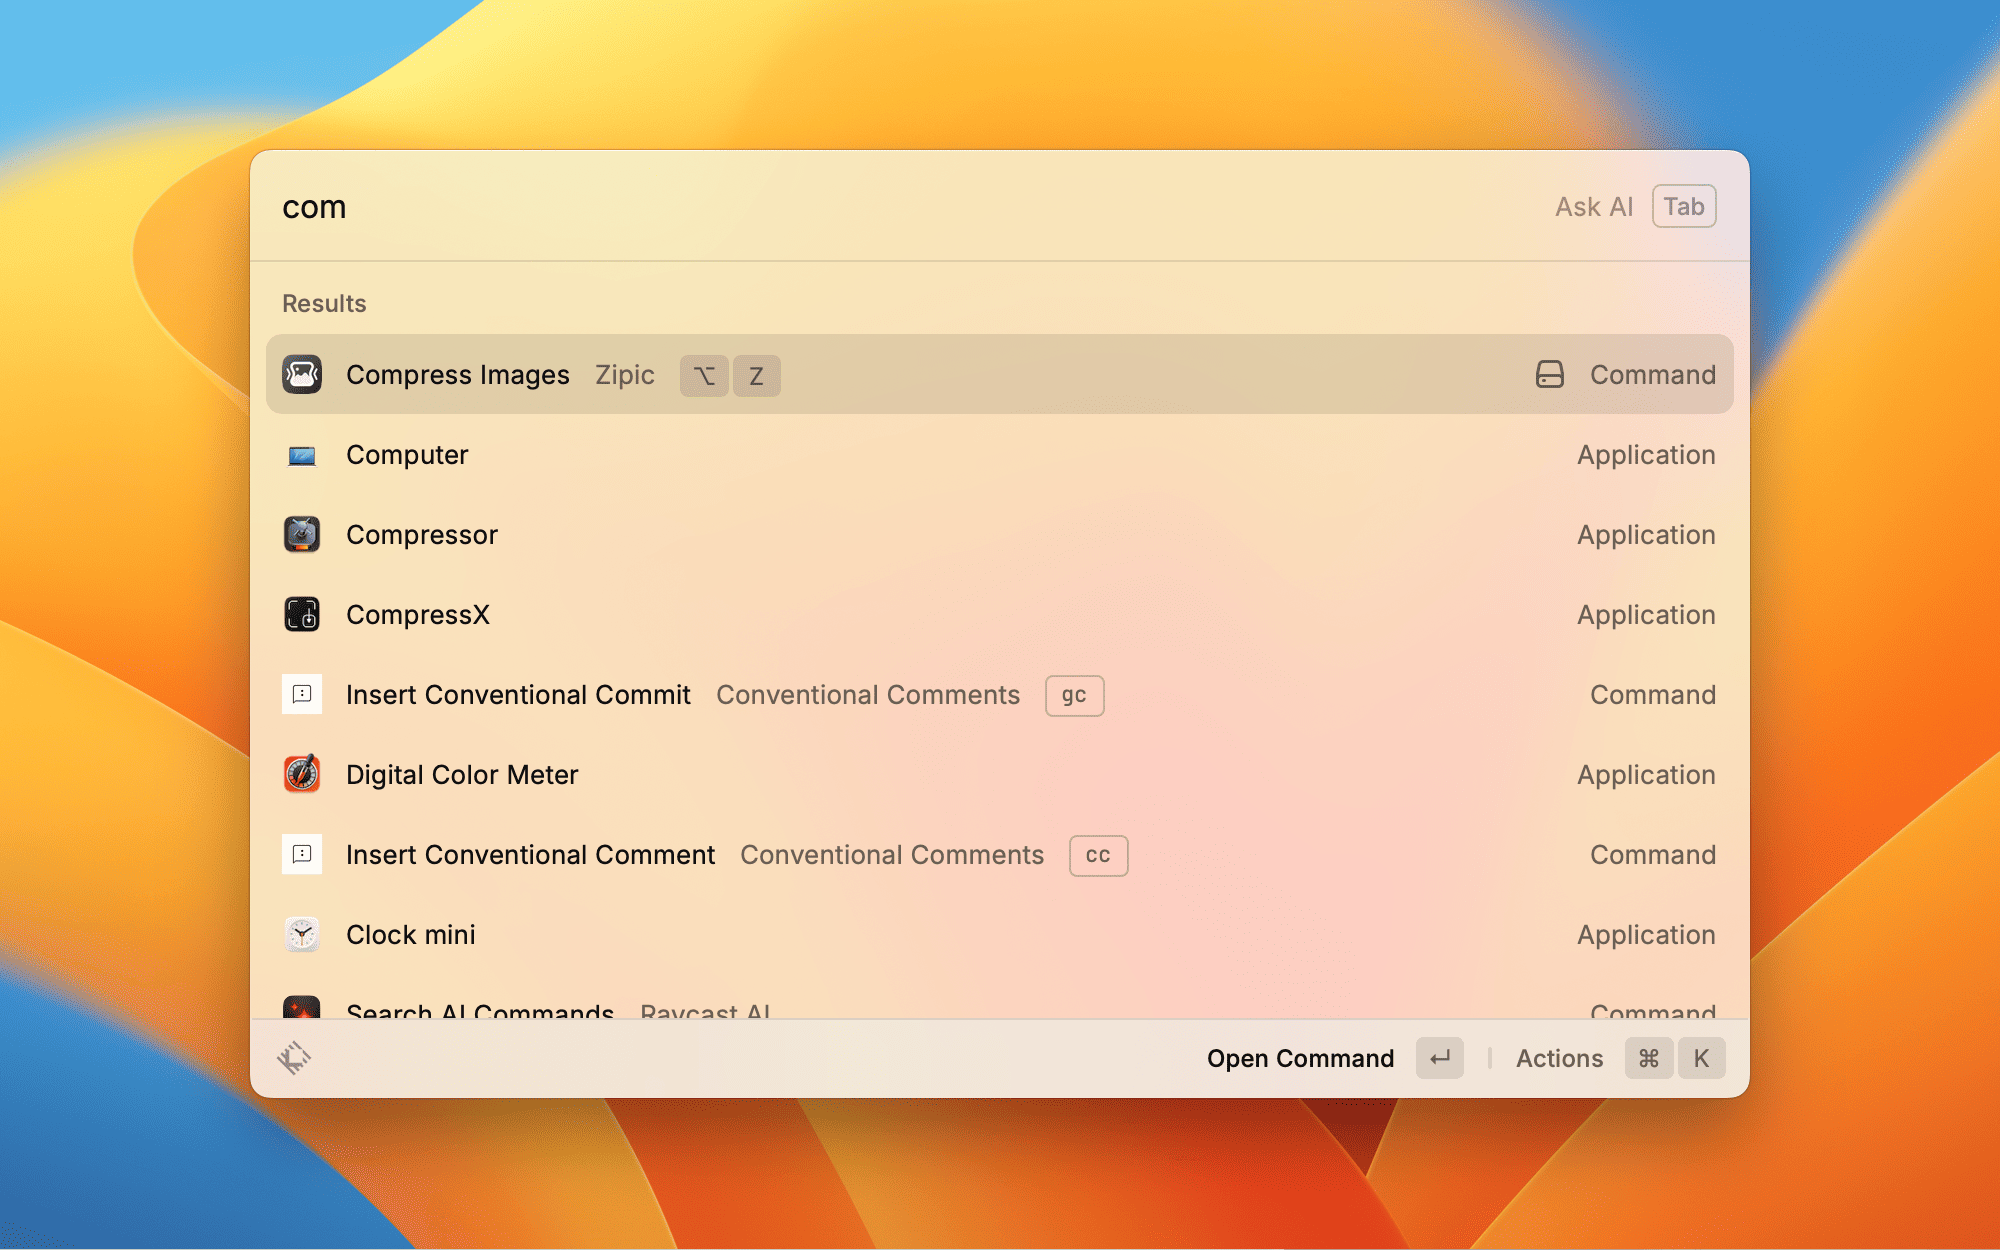 com Ask AI Tab
Results
Compress Images Zipic ⌥ Z Command
Computer Application
Compressor Application
CompressX Application
Insert Conventional Commit Conventional Comments gc Command
Digital Color Meter Application
Insert Conventional Comment Conventional Comments cc Command
Clock mini Application
Search AI Commands Raycast AI Command
Open Command ↵ Actions ⌘ K